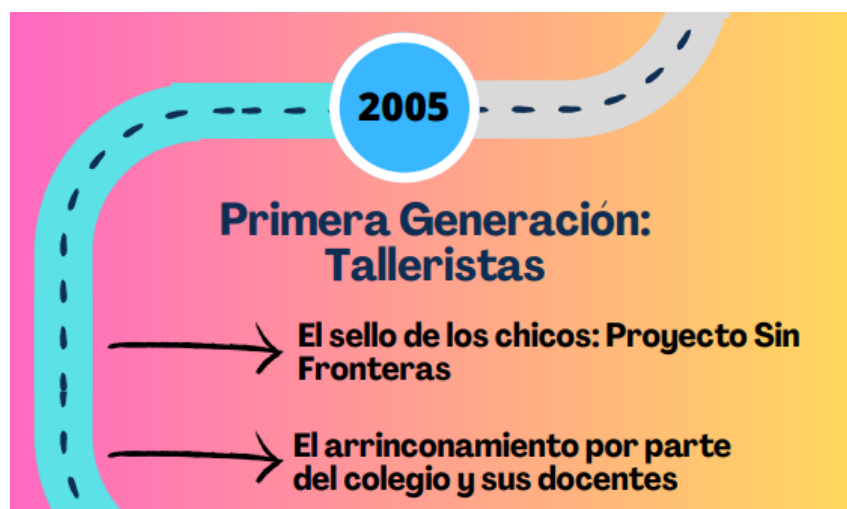 2005
Primera Generación:
Talleristas
El sello de los chicos: Proyecto Sin
Fronteras
El arrinconamiento por parte
del colegio y sus docentes